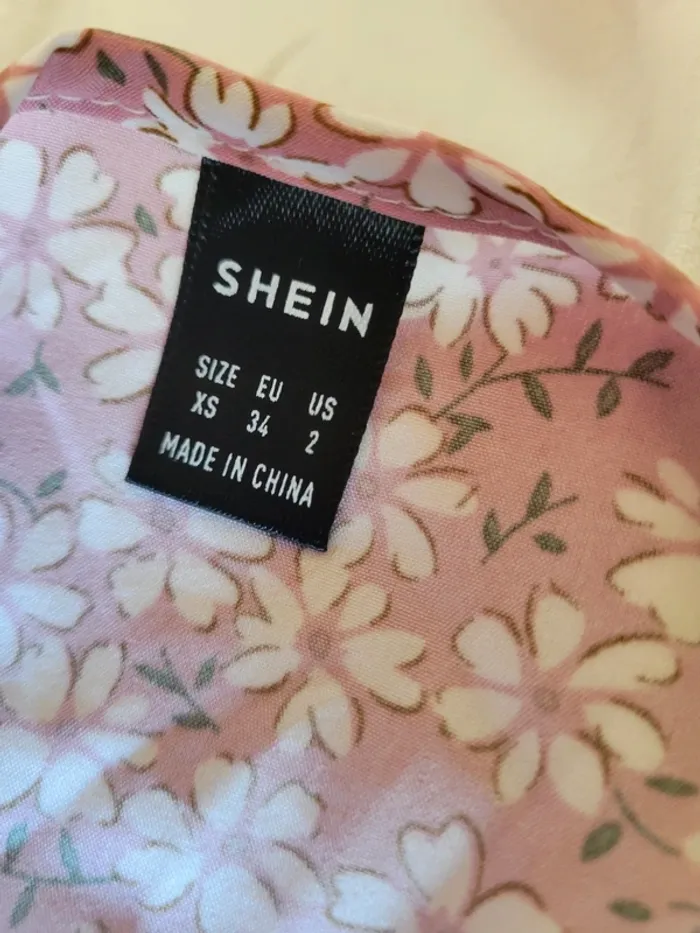 SHEIN
SIZE EU US
XS 34 2
MADE IN CHINA